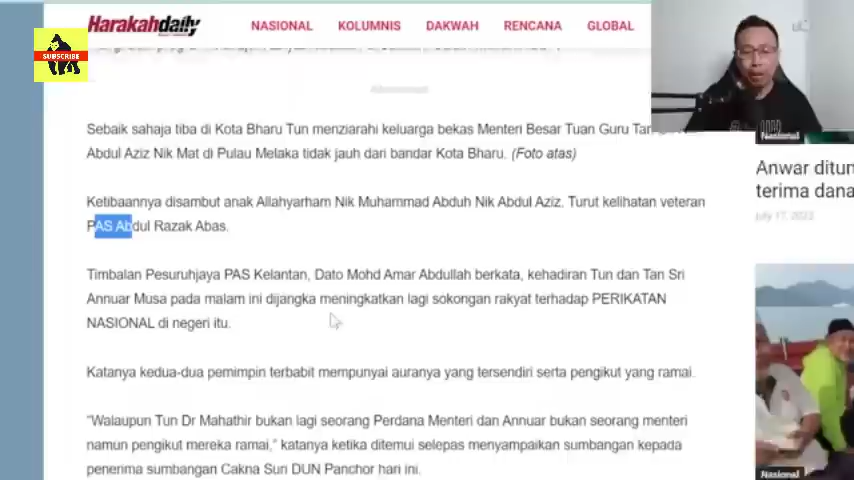 Harakahdaily
NASIONAL KOLUMNIS DAKWAH RENCANA GLOBAL
SUBSCRIBE
Sebaik sahaja tiba di Kota Bharu Tun menziarahi keluarga bekas Menteri Besar Tuan Guru
Abdul Aziz Nik Mat di Pulau Melaka tidak jauh dari bandar Kota Bharu. (Foto atas)
Ketibaannya disambut anak Allahyarham Nik Muhammad Abduh Nik Abdul Aziz. Turut kelihatan veteran
PAS Abdul Razak Abas.
Timbalan Pesuruhjaya PAS Kelantan, Dato Mohd Amar Abdullah berkata, kehadiran Tun dan Tan Sri
Annuar Musa pada malam ini dijangka meningkatkan lagi sokongan rakyat terhadap PERIKATAN
NASIONAL di negeri itu.
Katanya kedua-dua pemimpin terbabit mempunyai auranya yang tersendiri serta pengikut yang ramai.
“Walaupun Tun Dr Mahathir bukan lagi seorang Perdana Menteri dan Annuar bukan seorang menteri
namun pengikut mereka ramai,” katanya ketika ditemui selepas menyampaikan sumbangan kepada
penerima sumbangan Cakna Suri DUN Panchor hari ini.
Nasional
Anwar ditun
terima dana
july 17, 2022
Nasional